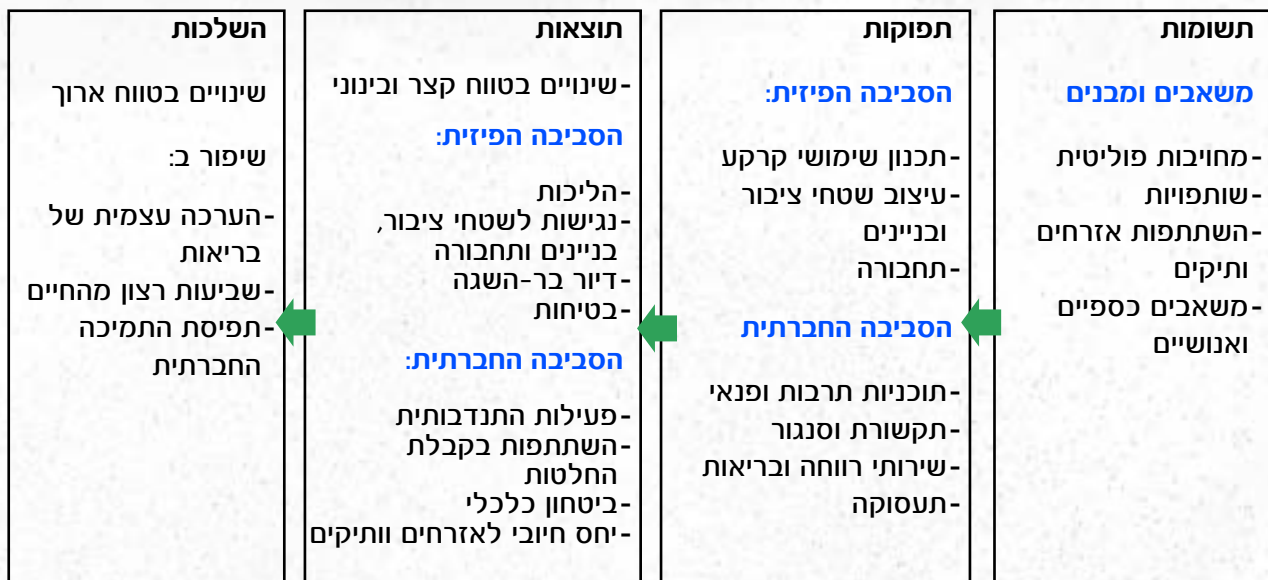 תשומות
משאבים ומבנים
-מחויבות פוליטית
-שותפויות
-השתתפות אזרחים
ותיקים
-משאבים כספיים
ואנושיים
תפוקות
הסביבה הפיזית:
-תכנון שימושי קרקע
-עיצוב שטחי ציבור
ובניינים
-תחבורה
הסביבה החברתית
-תוכניות תרבות ופנאי
-תקשורת וסנגור
-שירותי רווחה ובריאות
-תעסוקה
תוצאות
-שינויים בטווח קצר ובינוני
הסביבה הפיזית:
-הליכות
-נגישות לשטחי ציבור,
בניינים ותחבורה
-דיור בר-השגה
-בטיחות
הסביבה החברתית:
-פעילות התנדבותית
-השתתפות בקבלת
החלטות
-ביטחון כלכלי
-יחס חיובי לאזרחים וותיקים
השלכות
שינויים בטווח ארוך
שיפור ב:
-הערכה עצמית של
בריאות
-שביעות רצון מהחיים
-תפיסת התמיכה
החברתית